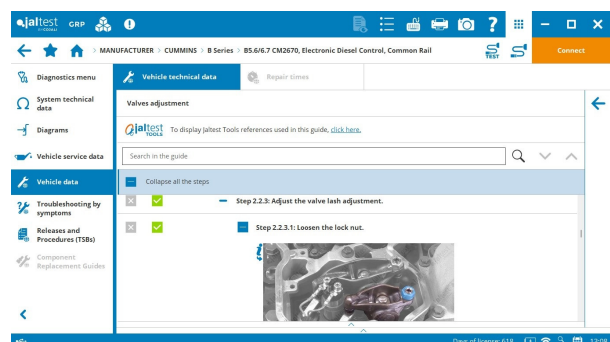 jaltest GRP
by COJALI
?
> MANUFACTURER > CUMMINS > B Series > B5.6/6.7 CM2670, Electronic Diesel Control, Common Rail
TEST
Connect
Diagnostics menu
System technical data
Diagrams
Vehicle service data
Vehicle data
Troubleshooting by symptoms
Releases and Procedures (TSBs)
Component Replacement Guides
Vehicle technical data
Repair times
Valves adjustment
jaltest TOOLS To display Jaltest Tools references used in this guide, click here.
Search in the guide
Collapse all the steps
Step 2.2.3: Adjust the valve lash adjustment.
Step 2.2.3.1: Loosen the lock nut.
Days of license: 618
12:08